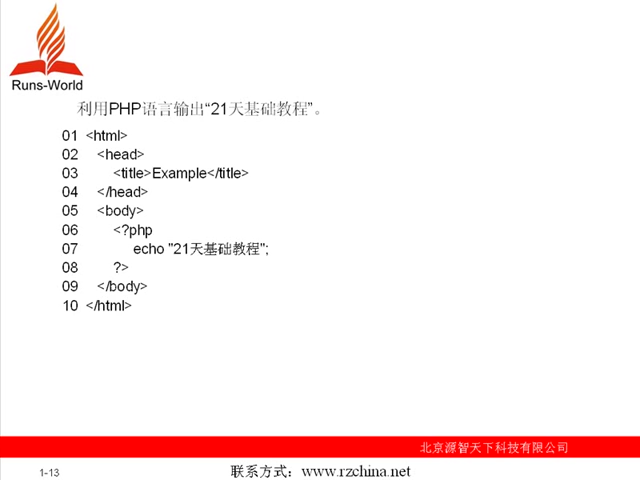 Runs-World
利用PHP语言输出“21天基础教程”。
01 <html>
02 <head>
03 <title>Example</title>
04 </head>
05 <body>
06 <?php
07 echo "21天基础教程";
08 ?>
09 </body>
10 </html>
北京源智天下科技有限公司
1-13 联系方式：www.rzchina.net